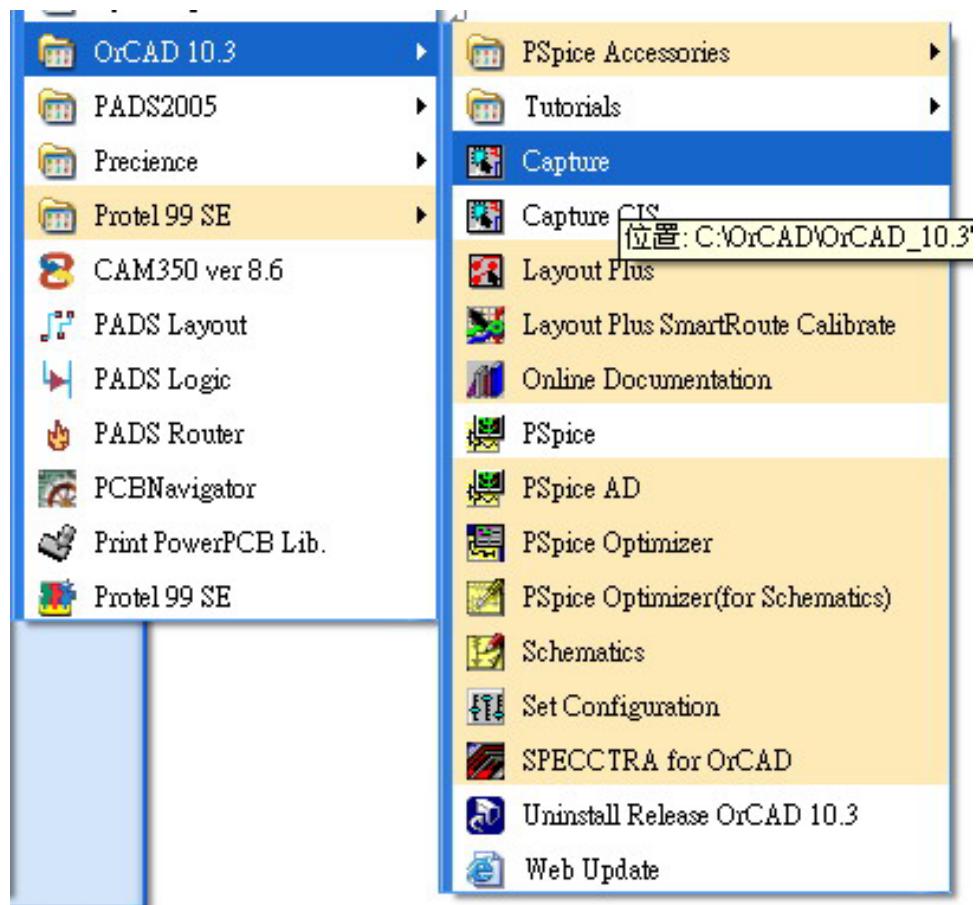 OrCAD 10.3
PADS2005
Precience
Protel 99 SE
CAM350 ver 8.6
PADS Layout
PADS Logic
PADS Router
PCBNavigator
Print PowerPCB Lib.
Protel 99 SE
PSpice Accessories
Tutorials
Capture
Capture CIS
位置: C:\OrCAD\OrCAD_10.3\
Layout Plus
Layout Plus SmartRoute Calibrate
Online Documentation
PSpice
PSpice AD
PSpice Optimizer
PSpice Optimizer(for Schematics)
Schematics
Set Configuration
SPECCTRA for OrCAD
Uninstall Release OrCAD 10.3
Web Update